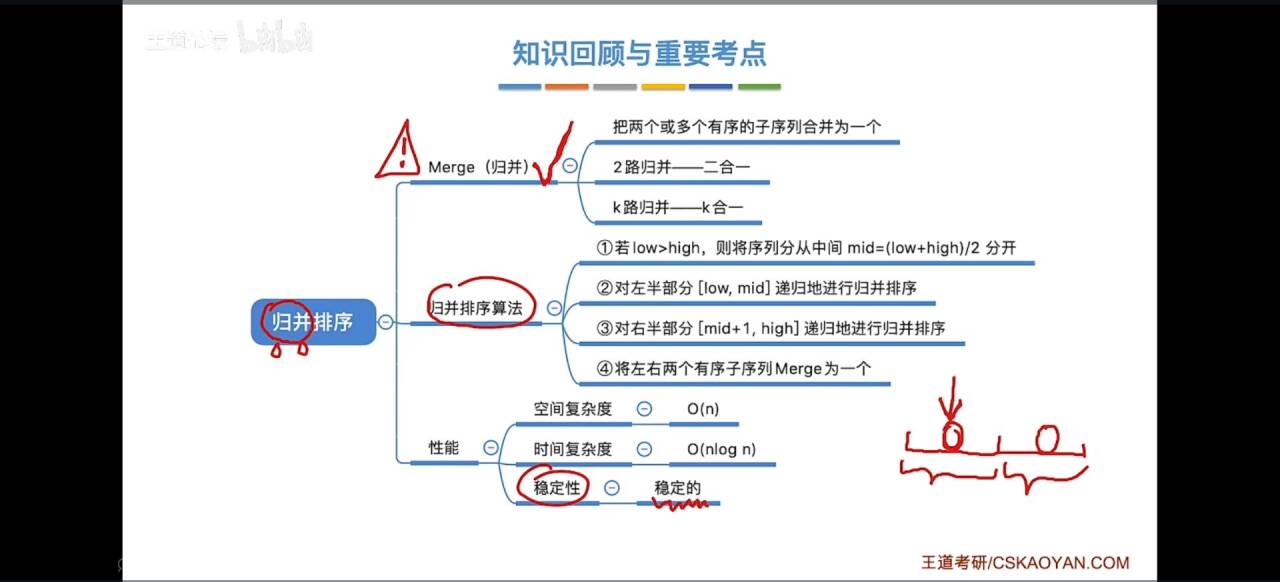 王道论坛 bilibili
知识回顾与重要考点
Merge（归并）
把两个或多个有序的子序列合并为一个
2路归并——二合一
k路归并——k合一
归并排序
归并排序算法
①若low>high，则将序列分从中间 mid=(low+high)/2 分开
②对左半部分 [low, mid] 递归地进行归并排序
③对右半部分 [mid+1, high] 递归地进行归并排序
④将左右两个有序子序列Merge为一个
性能
空间复杂度
O(n)
时间复杂度
O(nlog n)
稳定性
稳定的
王道考研/CSKAOYAN.COM